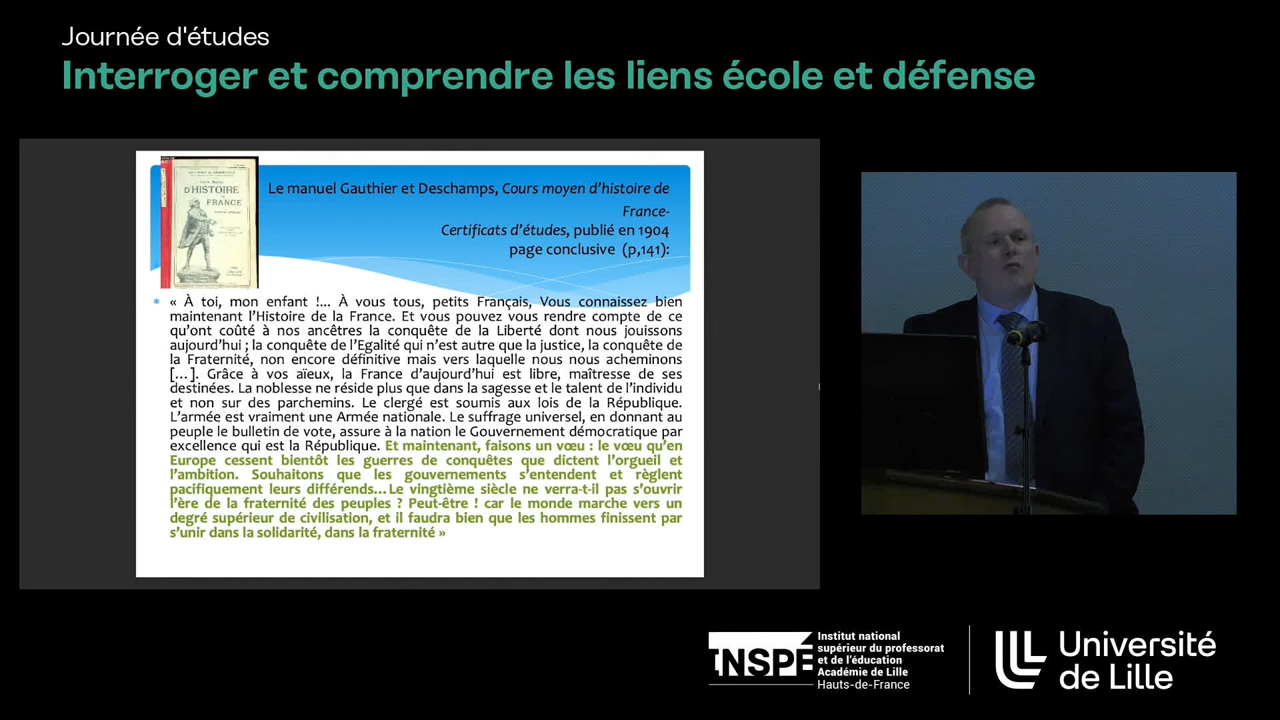 Journée d'études
Interroger et comprendre les liens école et défense
D'HISTOIRE
DE
FRANCE
Le manuel Gauthier et Deschamps, Cours moyen d'histoire de
France-
Certificats d'études, publié en 1904
page conclusive (p,141):
« À toi, mon enfant !... À vous tous, petits Français, Vous connaissez bien
maintenant l'Histoire de la France. Et vous pouvez vous rendre compte de ce
qu'ont coûté à nos ancêtres la conquête de la Liberté dont nous jouissons
aujourd'hui ; la conquête de l'Egalité qui n'est autre que la justice, la conquête de
la Fraternité, non encore définitive mais vers laquelle nous nous acheminons
[…]. Grâce à vos aïeux, la France d'aujourd'hui est libre, maîtresse de ses
destinées. La noblesse ne réside plus que dans la sagesse et le talent de l'individu
et non sur des parchemins. Le clergé est soumis aux lois de la République.
L'armée est vraiment une Armée nationale. Le suffrage universel, en donnant au
peuple le bulletin de vote, assure à la nation le Gouvernement démocratique par
excellence qui est la République. Et maintenant, faisons un vœu : le vœu qu'en
Europe cessent bientôt les guerres de conquêtes que dictent l'orgueil et
l'ambition. Souhaitons que les gouvernements s'entendent et règlent
pacifiquement leurs différends…Le vingtième siècle ne verra-t-il pas s'ouvrir
l'ère de la fraternité des peuples ? Peut-être ! car le monde marche vers un
degré supérieur de civilisation, et il faudra bien que les hommes finissent par
s'unir dans la solidarité, dans la fraternité »
INSPÉ
Institut national
supérieur du professorat
et de l'éducation
Académie de Lille
Hauts-de-France
Université
de Lille